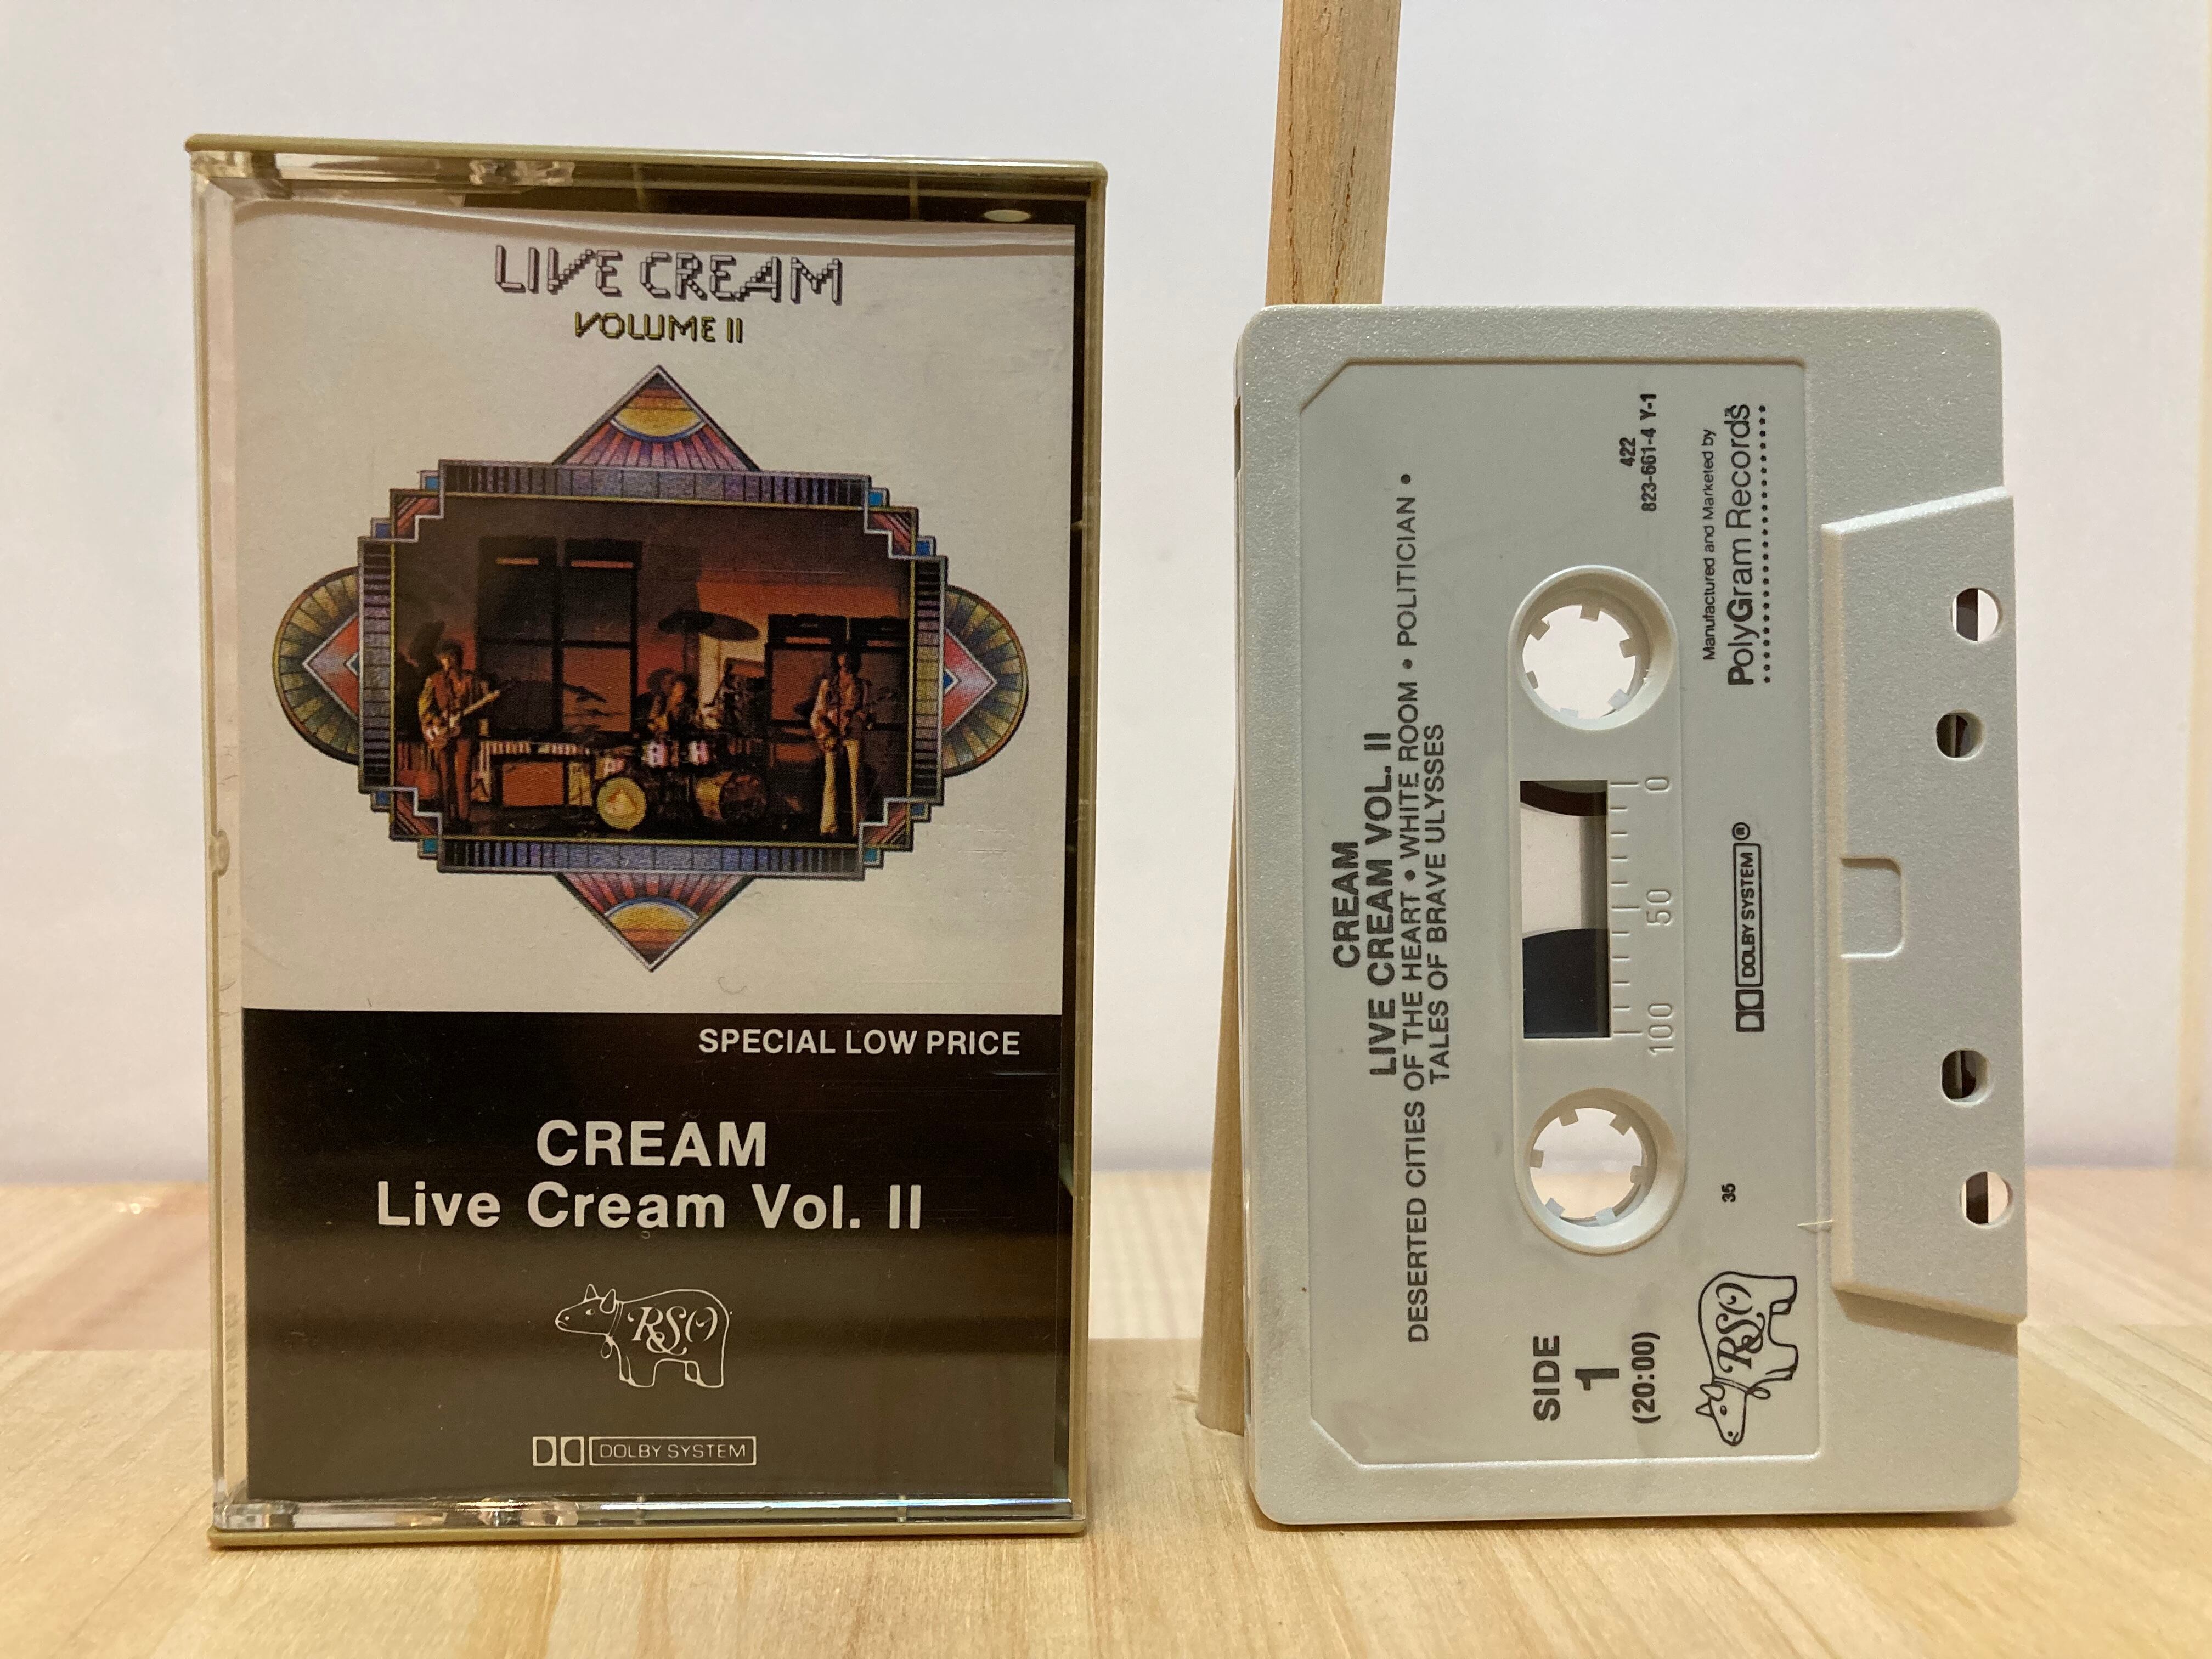 LIVE CREAM
VOLUME II
SPECIAL LOW PRICE
CREAM
Live Cream Vol. II
RSO
DOLBY SYSTEM
CREAM
LIVE CREAM VOL. II
DESERTED CITIES OF THE HEART • WHITE ROOM • POLITICIAN •
TALES OF BRAVE ULYSSES
SIDE
1
(20:00)
422
823-661-4 Y-1
100 50 0
RSO
35
DOLBY SYSTEM®
Manufactured and Marketed by
PolyGram Records